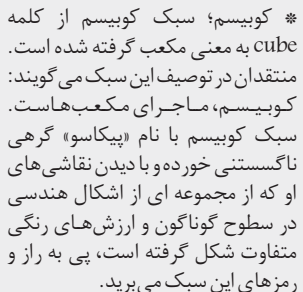 * کوبیسم؛ سبک کوبیسم از کلمه
cube به معنی مکعب گرفته شده است.
منتقدان در توصیف این سبک می‌گویند:
کوبیسم، ماجرای مکعب‌هاست.
سبک کوبیسم با نام «پیکاسو» گرهی
ناگسستنی خورده و با دیدن نقاشی‌های
او که از مجموعه ای از اشکال هندسی
در سطوح گوناگون و ارزش‌های رنگی
متفاوت شکل گرفته است، پی به راز و
رمزهای این سبک می‌برید.